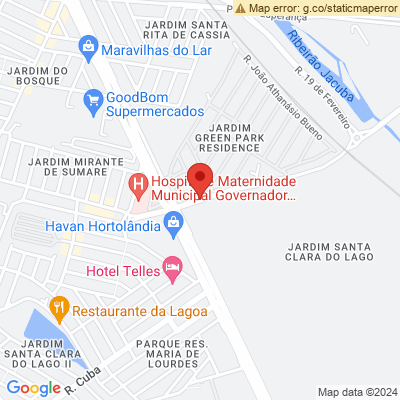 Map error: g.co/staticmaperror
Esperança
JARDIM SANTA
RITA DE CASSIA
Maravilhas do Lar
Ribeirão Jacuba
R. João Athanásio Bueno
R. 19 de Fevereiro
JARDIM DO
BOSQUE
GoodBom
Supermercados
JARDIM
GREEN PARK
RESIDENCE
JARDIM MIRANTE
DE SUMARE
e Maternidade
Municipal Governador...
Havan Hortolândia
JARDIM SANTA
CLARA DO LAGO
Hotel Telles
Restaurante da Lagoa
JARDIM
SANTA CLARA
DO LAGO II
PARQUE RES.
MARIA DE
LOURDES
R. Cuba
Google
Map data ©2024